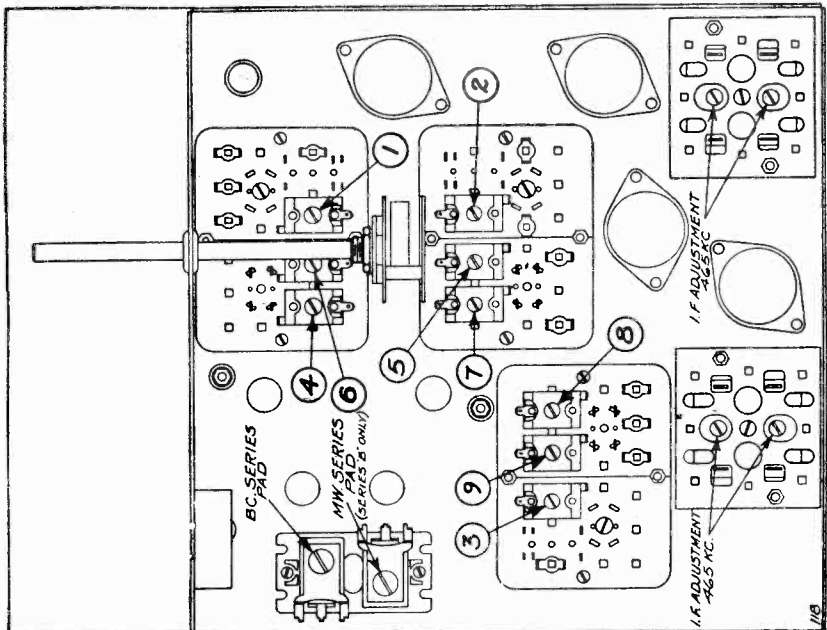 1
2
I.F. ADJUSTMENT
465 KC
4
6
5
7
8
BC. SERIES
PAD
MW. SERIES
PAD
(SERIES 'B' ONLY)
9
3
I.F. ADJUSTMENT
465 KC.
118